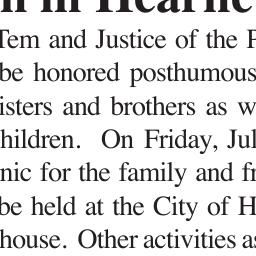 in Hearne
Tem and Justice of the P
be honored posthumous
isters and brothers as w
hildren. On Friday, Jul
nic for the family and fr
be held at the City of H
house. Other activities as